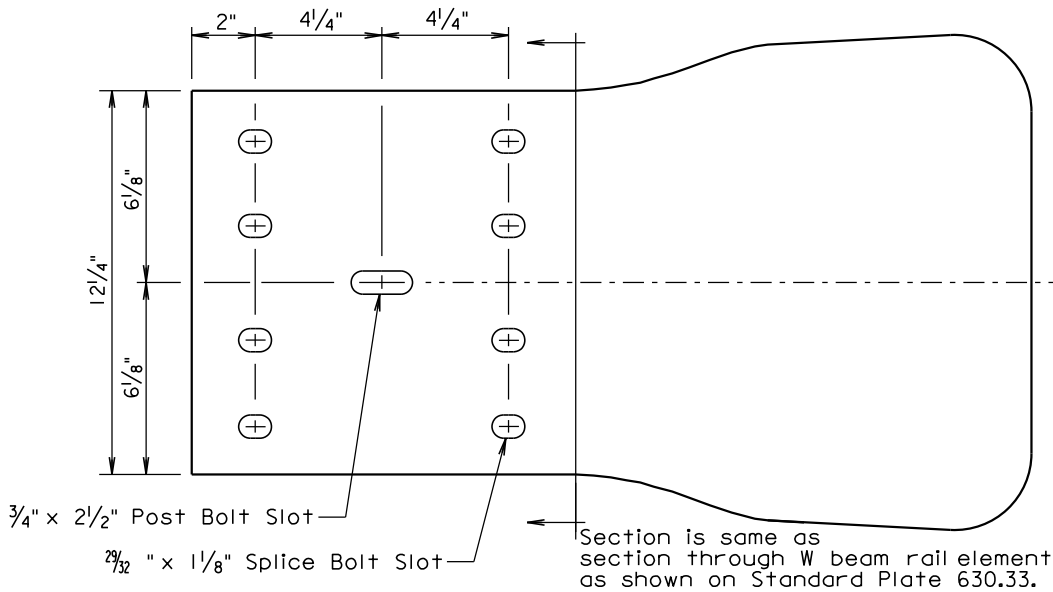 2" 4¼" 4¼"
6⅛"
12¼"
6⅛"
¾" x 2½" Post Bolt Slot
29/32 " x 1⅛" Splice Bolt Slot
Section is same as
section through W beam rail element
as shown on Standard Plate 630.33.